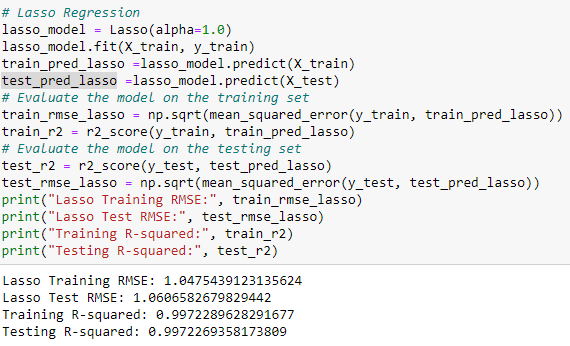 # Lasso Regression
lasso_model = Lasso(alpha=1.0)
lasso_model.fit(X_train, y_train)
train_pred_lasso =lasso_model.predict(X_train)
test_pred_lasso =lasso_model.predict(X_test)
# Evaluate the model on the training set
train_rmse_lasso = np.sqrt(mean_squared_error(y_train, train_pred_lasso))
train_r2 = r2_score(y_train, train_pred_lasso)
# Evaluate the model on the testing set
test_r2 = r2_score(y_test, test_pred_lasso)
test_rmse_lasso = np.sqrt(mean_squared_error(y_test, test_pred_lasso))
print("Lasso Training RMSE:", train_rmse_lasso)
print("Lasso Test RMSE:", test_rmse_lasso)
print("Training R-squared:", train_r2)
print("Testing R-squared:", test_r2)
Lasso Training RMSE: 1.0475439123135624
Lasso Test RMSE: 1.0606582679829442
Training R-squared: 0.9972289628291677
Testing R-squared: 0.9972269358173809